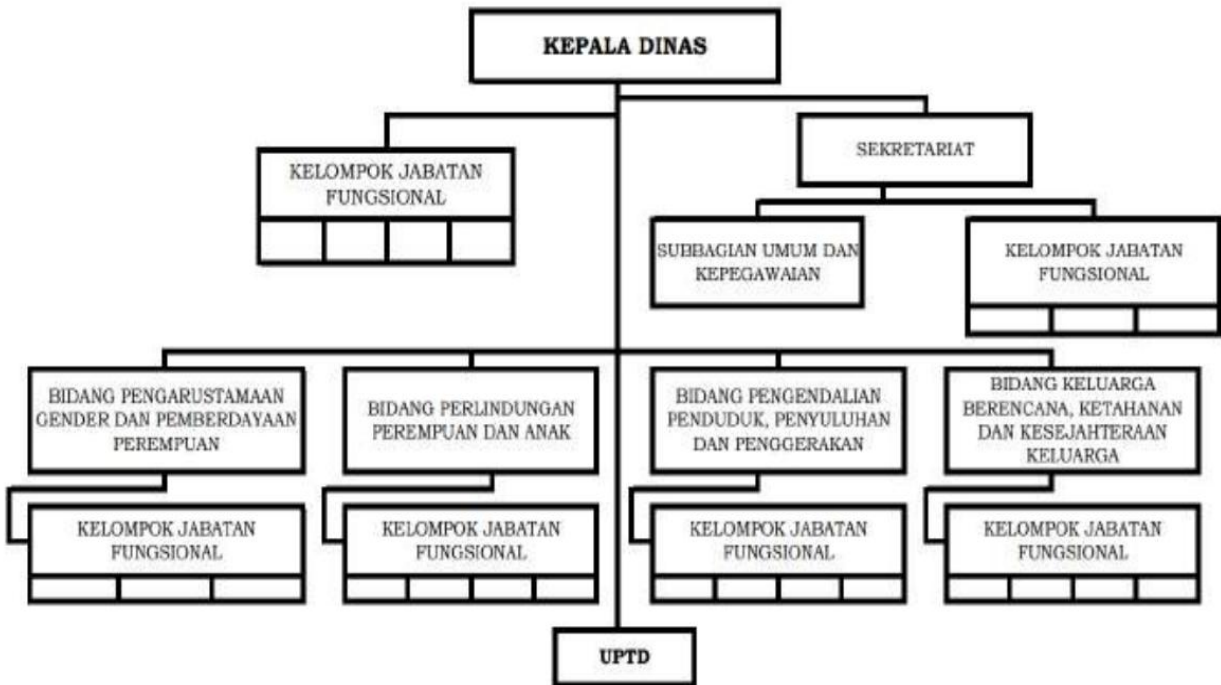 KEPALA DINAS
SEKRETARIAT
KELOMPOK JABATAN
FUNGSIONAL
SUBBAGIAN UMUM DAN
KEPEGAWAIAN
KELOMPOK JABATAN
FUNGSIONAL
BIDANG PENGARUSTAMAAN
GENDER DAN PEMBERDAYAAN
PEREMPUAN
BIDANG PERLINDUNGAN
PEREMPUAN DAN ANAK
BIDANG PENGENDALIAN
PENDUDUK, PENYULUHAN
DAN PENGGERAKAN
BIDANG KELUARGA
BERENCANA, KETAHANAN
DAN KESEJAHTERAAN
KELUARGA
KELOMPOK JABATAN
FUNGSIONAL
KELOMPOK JABATAN
FUNGSIONAL
KELOMPOK JABATAN
FUNGSIONAL
KELOMPOK JABATAN
FUNGSIONAL
UPTD